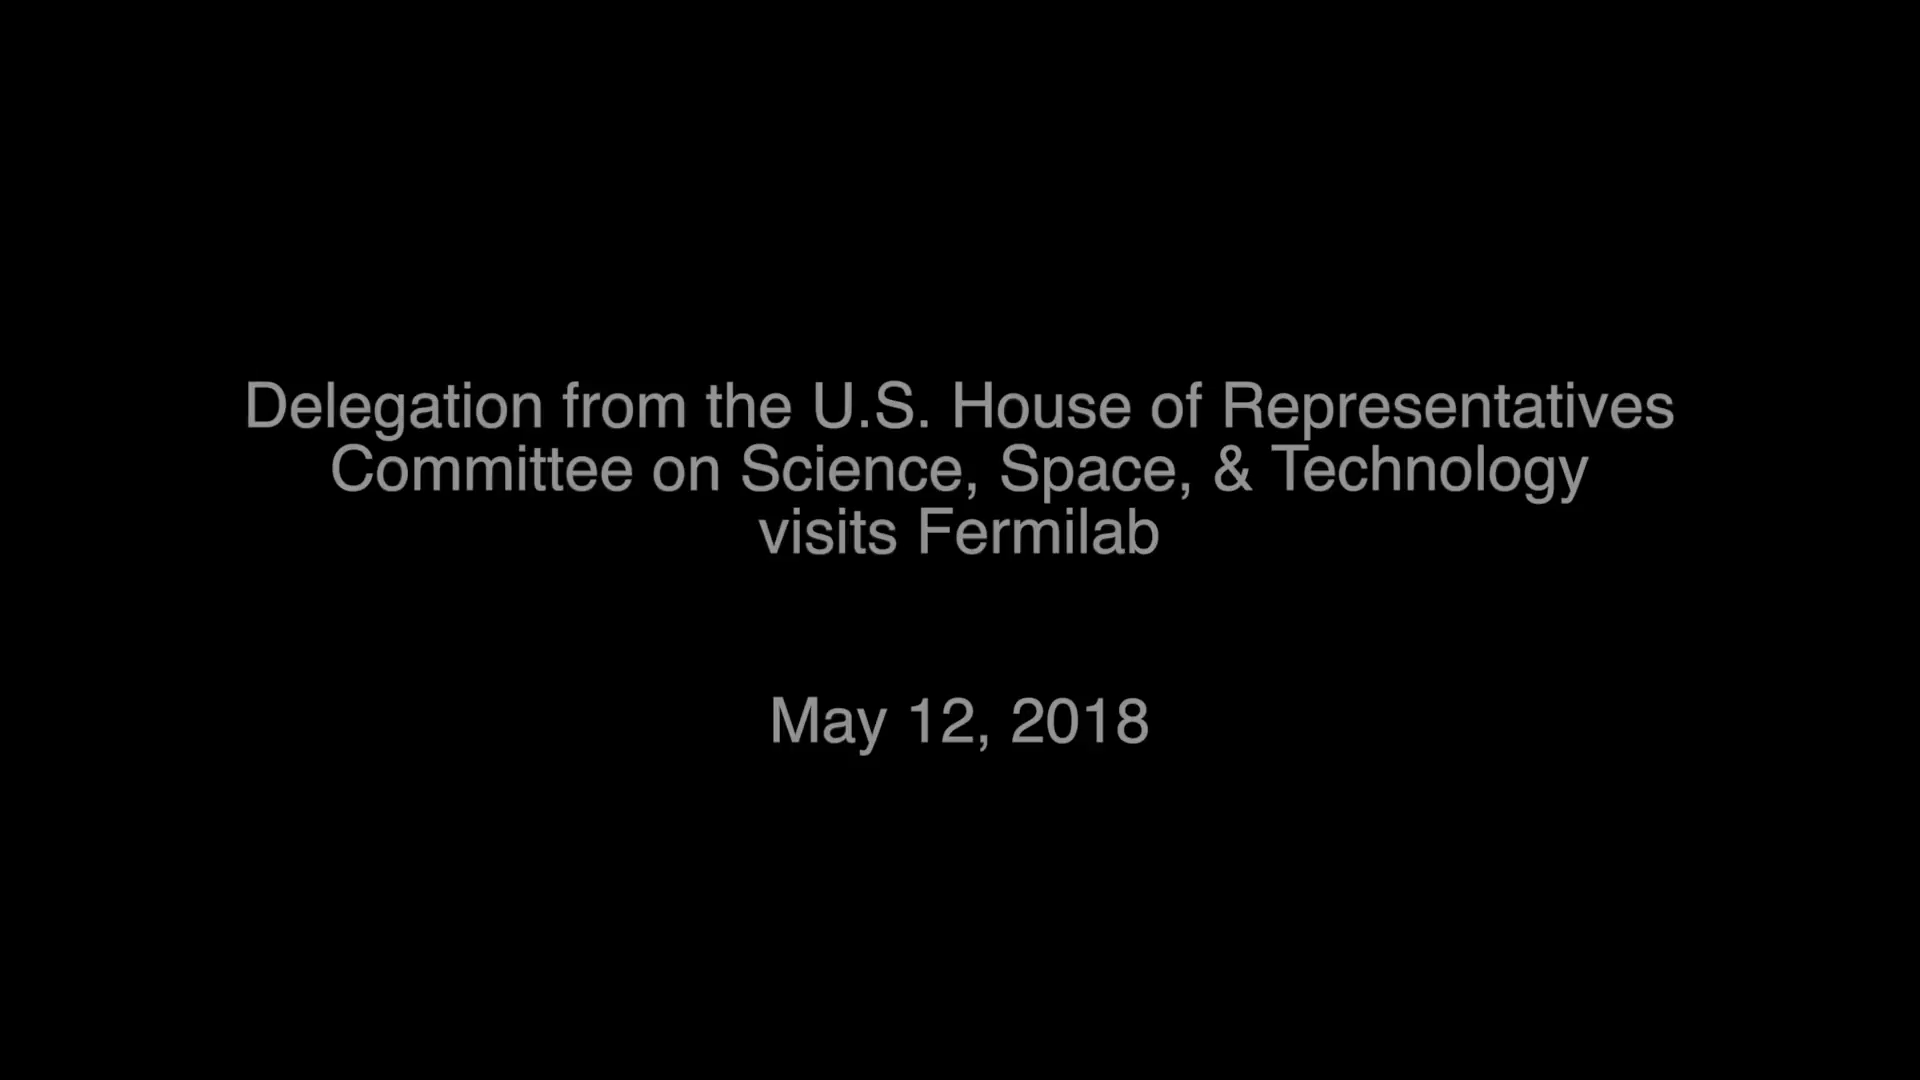 Delegation from the U.S. House of Representatives
Committee on Science, Space, & Technology
visits Fermilab
May 12, 2018